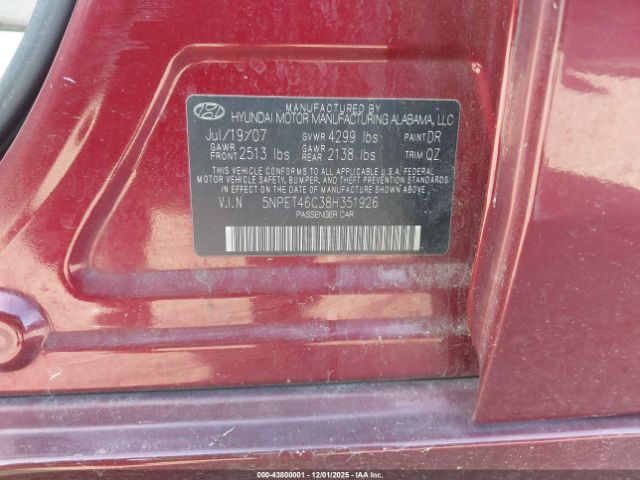 MANUFACTURED BY
HYUNDAI MOTOR MANUFACTURING ALABAMA, LLC
Jul/19/07 GVWR 4299 lbs PAINT DR
GAWR FRONT 2513 lbs GAWR REAR 2138 lbs TRIM QZ
THIS VEHICLE CONFORMS TO ALL APPLICABLE U.S. FEDERAL
MOTOR VEHICLE SAFETY, BUMPER, AND THEFT PREVENTION
STANDARDS IN EFFECT ON THE DATE OF MANUFACTURE SHOWN ABOVE.
V.I.N 5NPET46C38H351926
PASSENGER CAR
000-43800001 - 12/01/2025 - IAAI.com